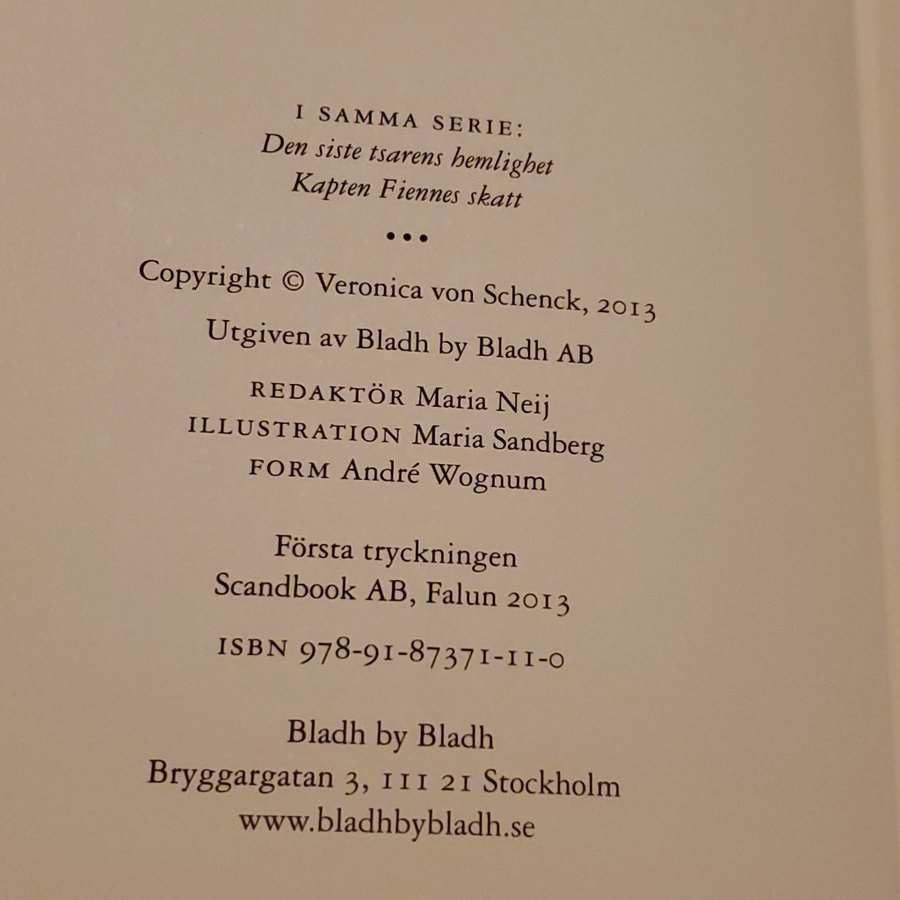 I SAMMA SERIE:
Den siste tsarens hemlighet
Kapten Fiennes skatt
•••
Copyright © Veronica von Schenck, 2013
Utgiven av Bladh by Bladh AB
REDAKTÖR Maria Neij
ILLUSTRATION Maria Sandberg
FORM André Wognum
Första tryckningen
Scandbook AB, Falun 2013
ISBN 978-91-87371-11-0
Bladh by Bladh
Bryggargatan 3, 111 21 Stockholm
www.bladhbybladh.se